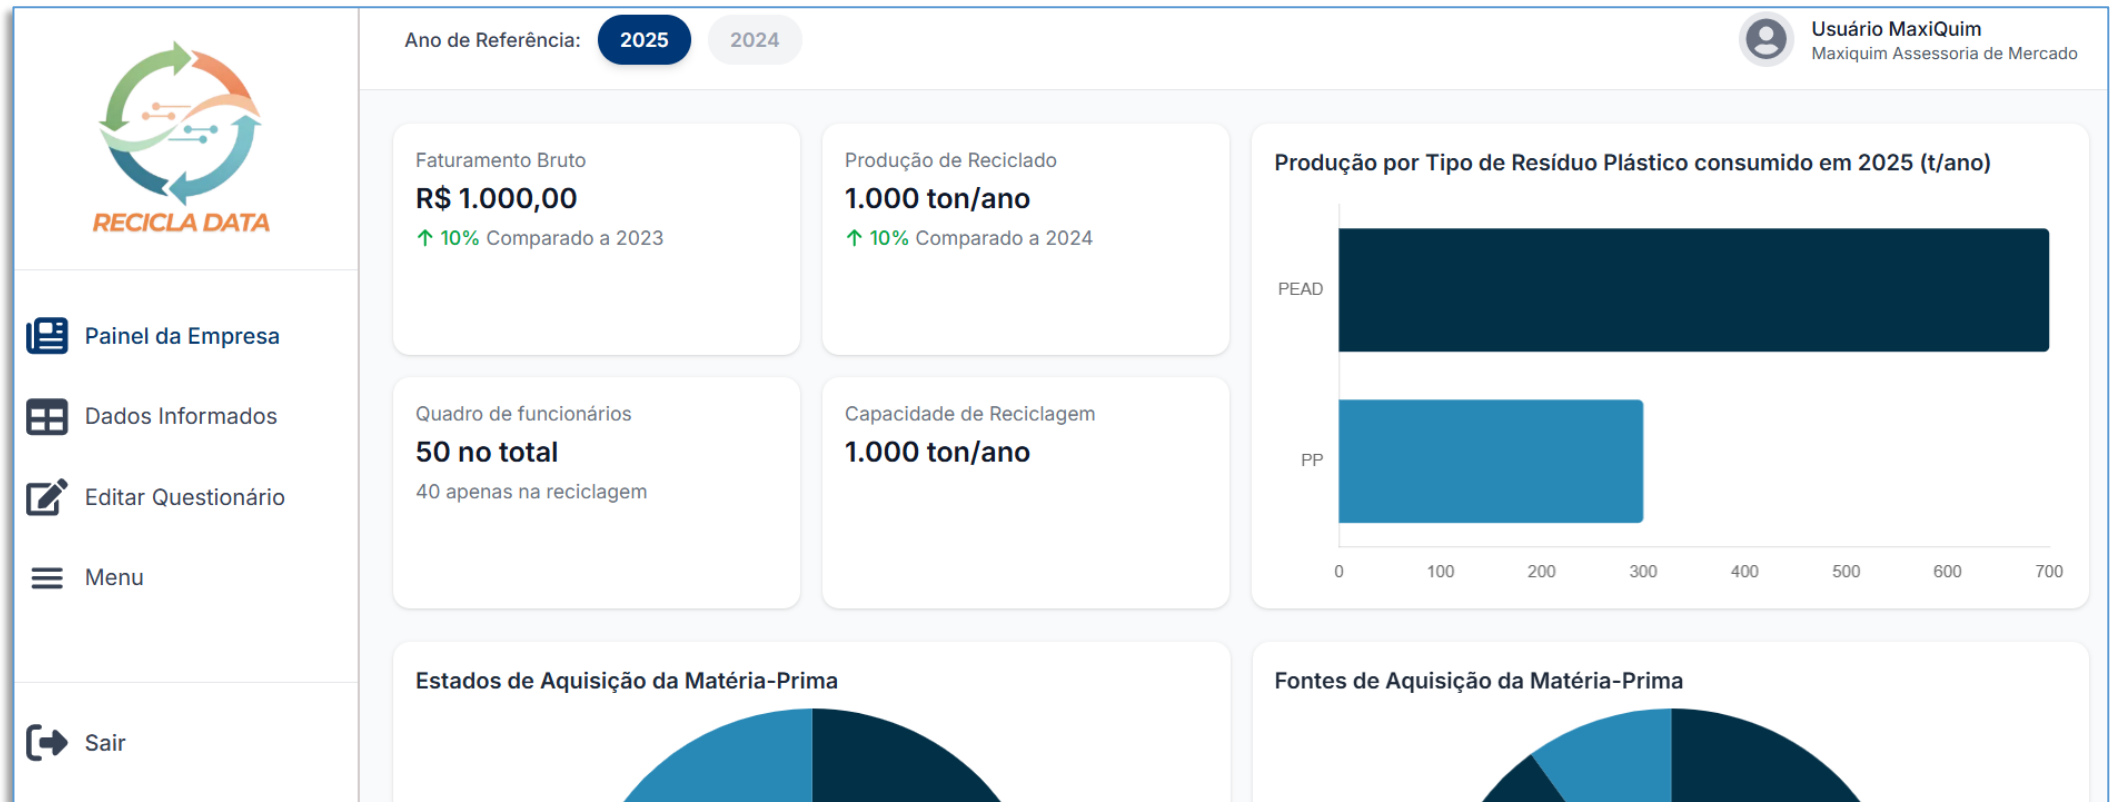 RECICLA DATA
Painel da Empresa
Dados Informados
Editar Questionário
Menu
Sair
Ano de Referência: 2025 2024
Usuário MaxiQuim
Maxiquim Assessoria de Mercado
Faturamento Bruto
R$ 1.000,00
↑ 10% Comparado a 2023
Produção de Reciclado
1.000 ton/ano
↑ 10% Comparado a 2024
Quadro de funcionários
50 no total
40 apenas na reciclagem
Capacidade de Reciclagem
1.000 ton/ano
Produção por Tipo de Resíduo Plástico consumido em 2025 (t/ano)
PEAD
PP
0 100 200 300 400 500 600 700
Estados de Aquisição da Matéria-Prima
Fontes de Aquisição da Matéria-Prima